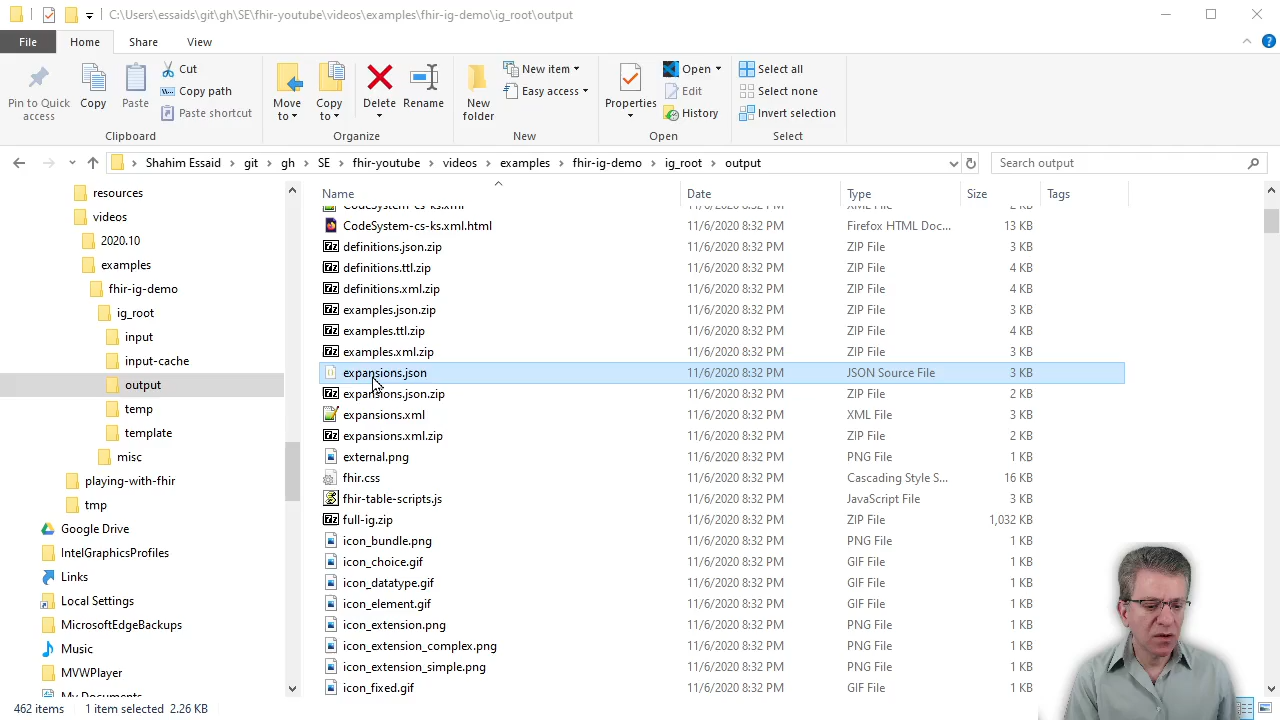 C:\Users\essaids\git\gh\SE\fhir-youtube\videos\examples\fhir-ig-demo\ig_root\output
File Home Share View
Pin to Quick access
Copy
Paste
Cut
Copy path
Paste shortcut
Clipboard
Move to
Copy to
Delete
Rename
Organize
New folder
New item
Easy access
New
Properties
Open
Edit
History
Open
Select all
Select none
Invert selection
Select
Shahim Essaid > git > gh > SE > fhir-youtube > videos > examples > fhir-ig-demo > ig_root > output
Search output
resources
videos
2020.10
examples
fhir-ig-demo
ig_root
input
input-cache
output
temp
template
misc
playing-with-fhir
tmp
Google Drive
IntelGraphicsProfiles
Links
Local Settings
MicrosoftEdgeBackups
Music
MVWPlayer
My Documents
Name Date Type Size Tags
CodeSystem-cs-ks.xml 11/6/2020 8:32 PM XML File 2 KB
CodeSystem-cs-ks.xml.html 11/6/2020 8:32 PM Firefox HTML Doc... 13 KB
definitions.json.zip 11/6/2020 8:32 PM ZIP File 3 KB
definitions.ttl.zip 11/6/2020 8:32 PM ZIP File 4 KB
definitions.xml.zip 11/6/2020 8:32 PM ZIP File 4 KB
examples.json.zip 11/6/2020 8:32 PM ZIP File 3 KB
examples.ttl.zip 11/6/2020 8:32 PM ZIP File 4 KB
examples.xml.zip 11/6/2020 8:32 PM ZIP File 3 KB
expansions.json 11/6/2020 8:32 PM JSON Source File 3 KB
expansions.json.zip 11/6/2020 8:32 PM ZIP File 2 KB
expansions.xml 11/6/2020 8:32 PM XML File 3 KB
expansions.xml.zip 11/6/2020 8:32 PM ZIP File 2 KB
external.png 11/6/2020 8:32 PM PNG File 1 KB
fhir.css 11/6/2020 8:32 PM Cascading Style S... 16 KB
fhir-table-scripts.js 11/6/2020 8:32 PM JavaScript File 3 KB
full-ig.zip 11/6/2020 8:32 PM ZIP File 1,032 KB
icon_bundle.png 11/6/2020 8:32 PM PNG File 1 KB
icon_choice.gif 11/6/2020 8:32 PM GIF File 1 KB
icon_datatype.gif 11/6/2020 8:32 PM GIF File 1 KB
icon_element.gif 11/6/2020 8:32 PM GIF File 1 KB
icon_extension.png 11/6/2020 8:32 PM PNG File 1 KB
icon_extension_complex.png 11/6/2020 8:32 PM PNG File 1 KB
icon_extension_simple.png 11/6/2020 8:32 PM PNG File 1 KB
icon_fixed.gif 11/6/2020 8:32 PM GIF File 1 KB
462 items 1 item selected 2.26 KB